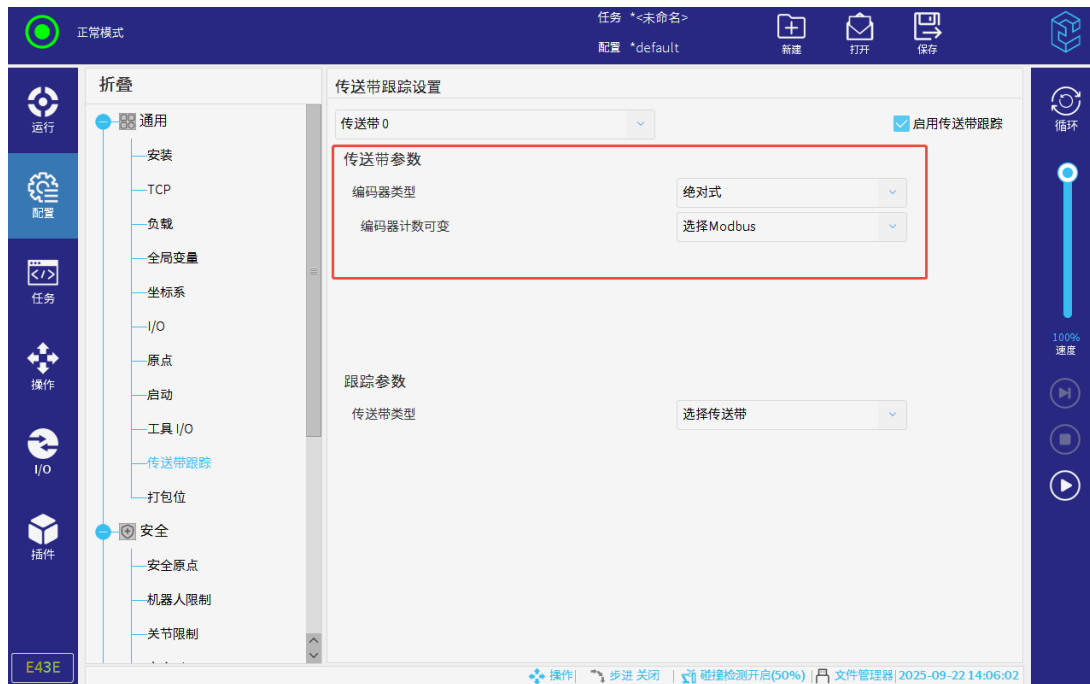 正常模式
任务 *<未命名>
配置 *default
新建
打开
保存
运行
配置
任务
操作
I/O
插件
E43E
折叠
通用
安装
TCP
负载
全局变量
坐标系
I/O
原点
启动
工具 I/O
传送带跟踪
打包位
安全
安全原点
机器人限制
关节限制
传送带跟踪设置
传送带 0
启用传送带跟踪
传送带参数
编码器类型
绝对式
编码器计数可变
选择Modbus
跟踪参数
传送带类型
选择传送带
循环
100%
速度
操作
步进 关闭
碰撞检测开启(50%)
文件管理器
2025-09-22 14:06:02